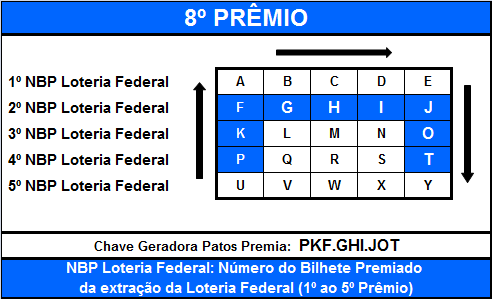 8º PRÊMIO
1º NBP Loteria Federal A B C D E
2º NBP Loteria Federal F G H I J
3º NBP Loteria Federal K L M N O
4º NBP Loteria Federal P Q R S T
5º NBP Loteria Federal U V W X Y
Chave Geradora Patos Premia: PKF.GHI.JOT
NBP Loteria Federal: Número do Bilhete Premiado
da extração da Loteria Federal (1º ao 5º Prêmio)